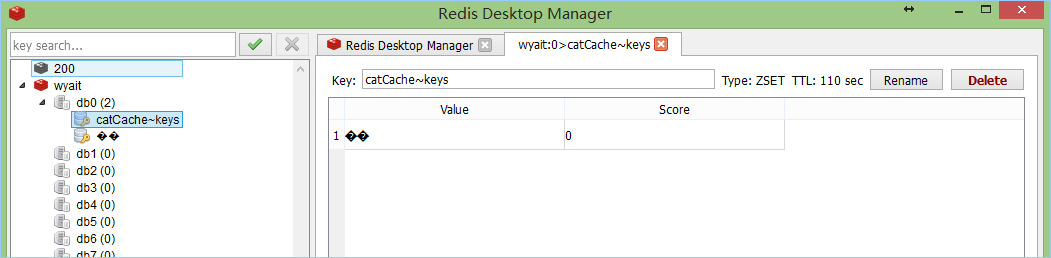 Redis Desktop Manager
key search...
200
wyait
db0 (2)
catCache~keys
��
db1 (0)
db2 (0)
db3 (0)
db4 (0)
db5 (0)
db6 (0)
db7 (0)
Redis Desktop Manager
wyait:0>catCache~keys
Key: catCache~keys Type: ZSET TTL: 110 sec Rename Delete
Value Score
1 �� 0